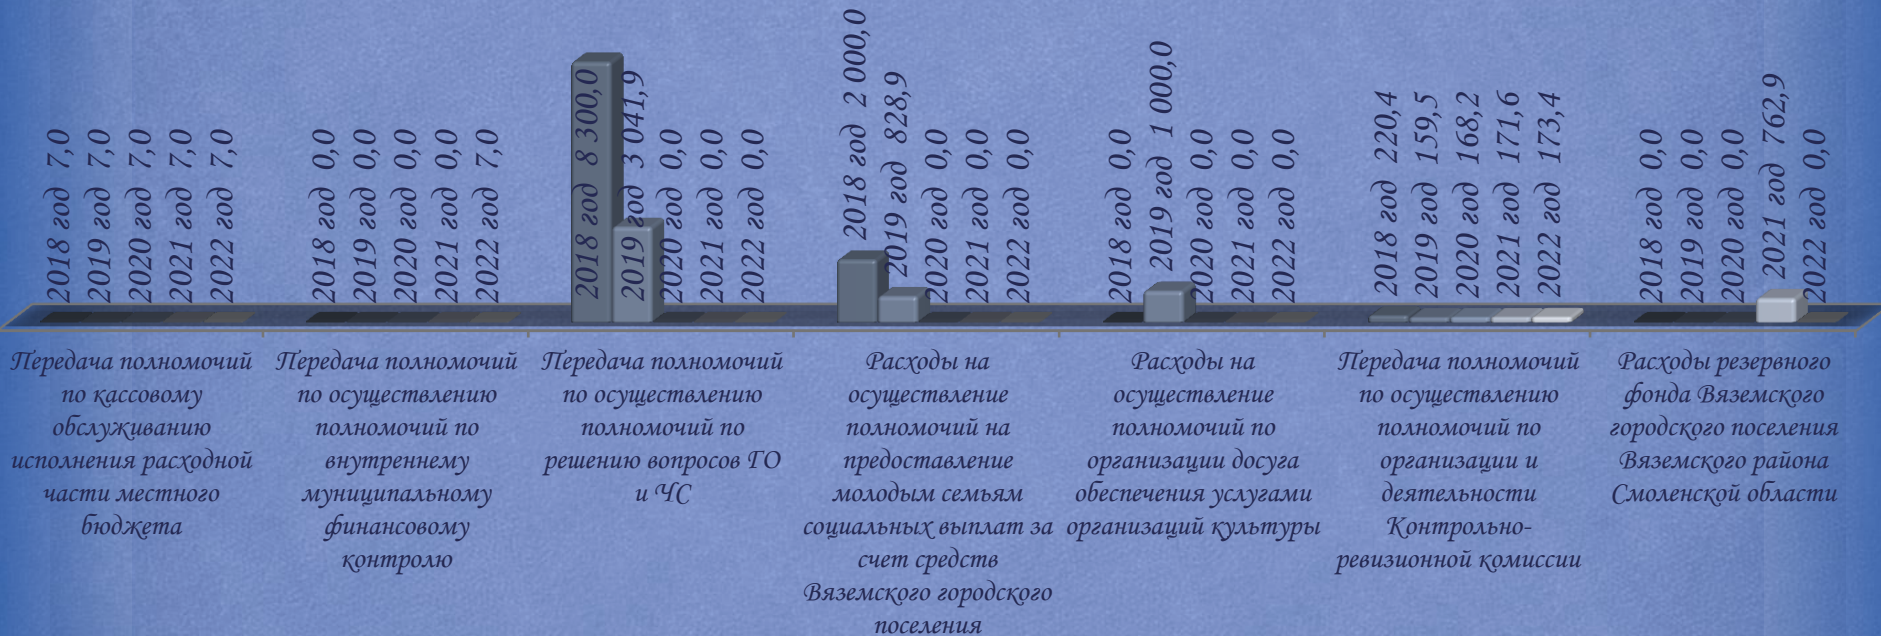 2018 год 7,0
2019 год 7,0
2020 год 7,0
2021 год 7,0
2022 год 7,0
2018 год 0,0
2019 год 0,0
2020 год 0,0
2021 год 0,0
2022 год 7,0
2018 год 8 300,0
2019 год 3 041,9
2020 год 0,0
2021 год 0,0
2022 год 0,0
2018 год 2 000,0
2019 год 828,9
2020 год 0,0
2021 год 0,0
2022 год 0,0
2018 год 0,0
2019 год 1 000,0
2020 год 0,0
2021 год 0,0
2022 год 0,0
2018 год 220,4
2019 год 159,5
2020 год 168,2
2021 год 171,6
2022 год 173,4
2018 год 0,0
2019 год 0,0
2020 год 0,0
2021 год 762,9
2022 год 0,0
Передача полномочий
по кассовому
обслуживанию
исполнения расходной
части местного
бюджета
Передача полномочий
по осуществлению
полномочий по
внутреннему
муниципальному
финансовому
контролю
Передача полномочий
по осуществлению
полномочий по
решению вопросов ГО
и ЧС
Расходы на
осуществление
полномочий на
предоставление
молодым семьям
социальных выплат за
счет средств
Вяземского городского
поселения
Расходы на
осуществление
полномочий по
организации досуга
обеспечения услугами
организаций культуры
Передача полномочий
по осуществлению
полномочий по
организации и
деятельности
Контрольно-
ревизионной комиссии
Расходы резервного
фонда Вяземского
городского поселения
Вяземского района
Смоленской области